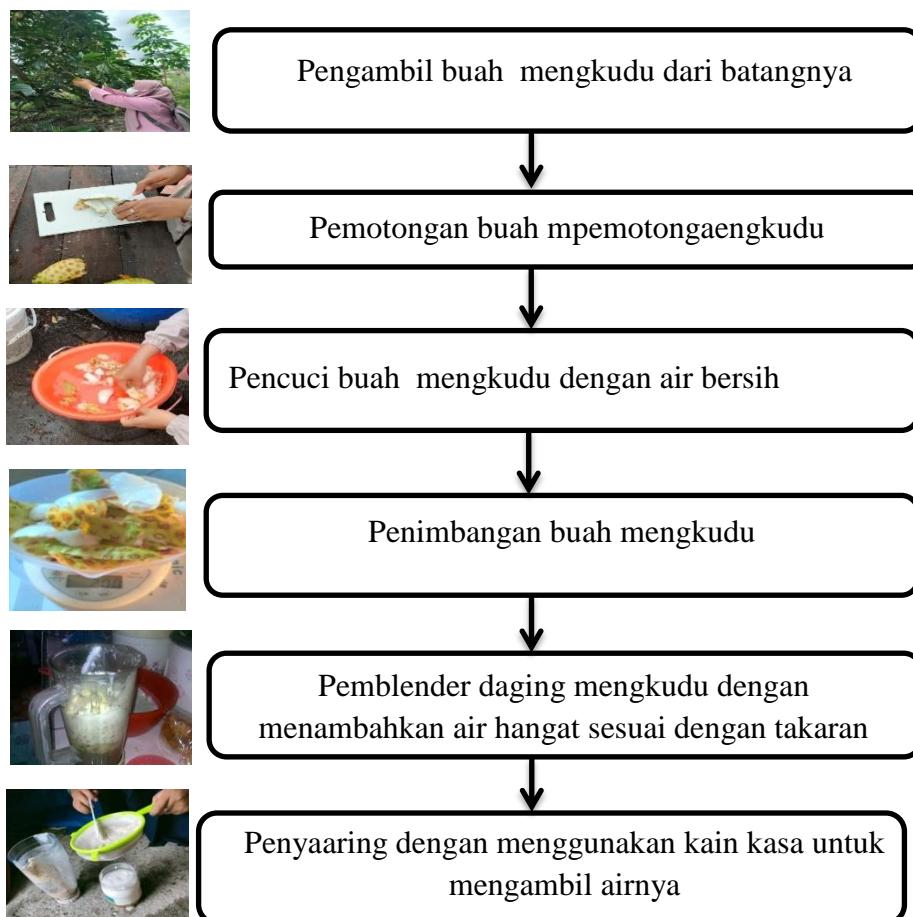 Pengambil buah mengkudu dari batangnya
Pemotongan buah mpemotongaengkudu
Pencuci buah mengkudu dengan air bersih
Penimbangan buah mengkudu
Pemblender daging mengkudu dengan
menambahkan air hangat sesuai dengan takaran
Penyaaring dengan menggunakan kain kasa untuk
mengambil airnya